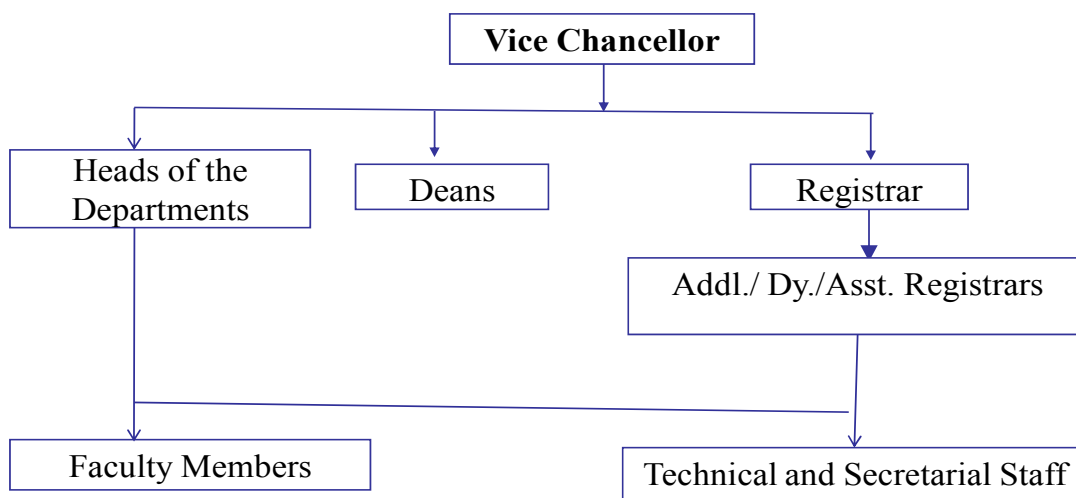 Vice Chancellor
Heads of the
Departments
Deans
Registrar
Addl./ Dy./Asst. Registrars
Faculty Members
Technical and Secretarial Staff